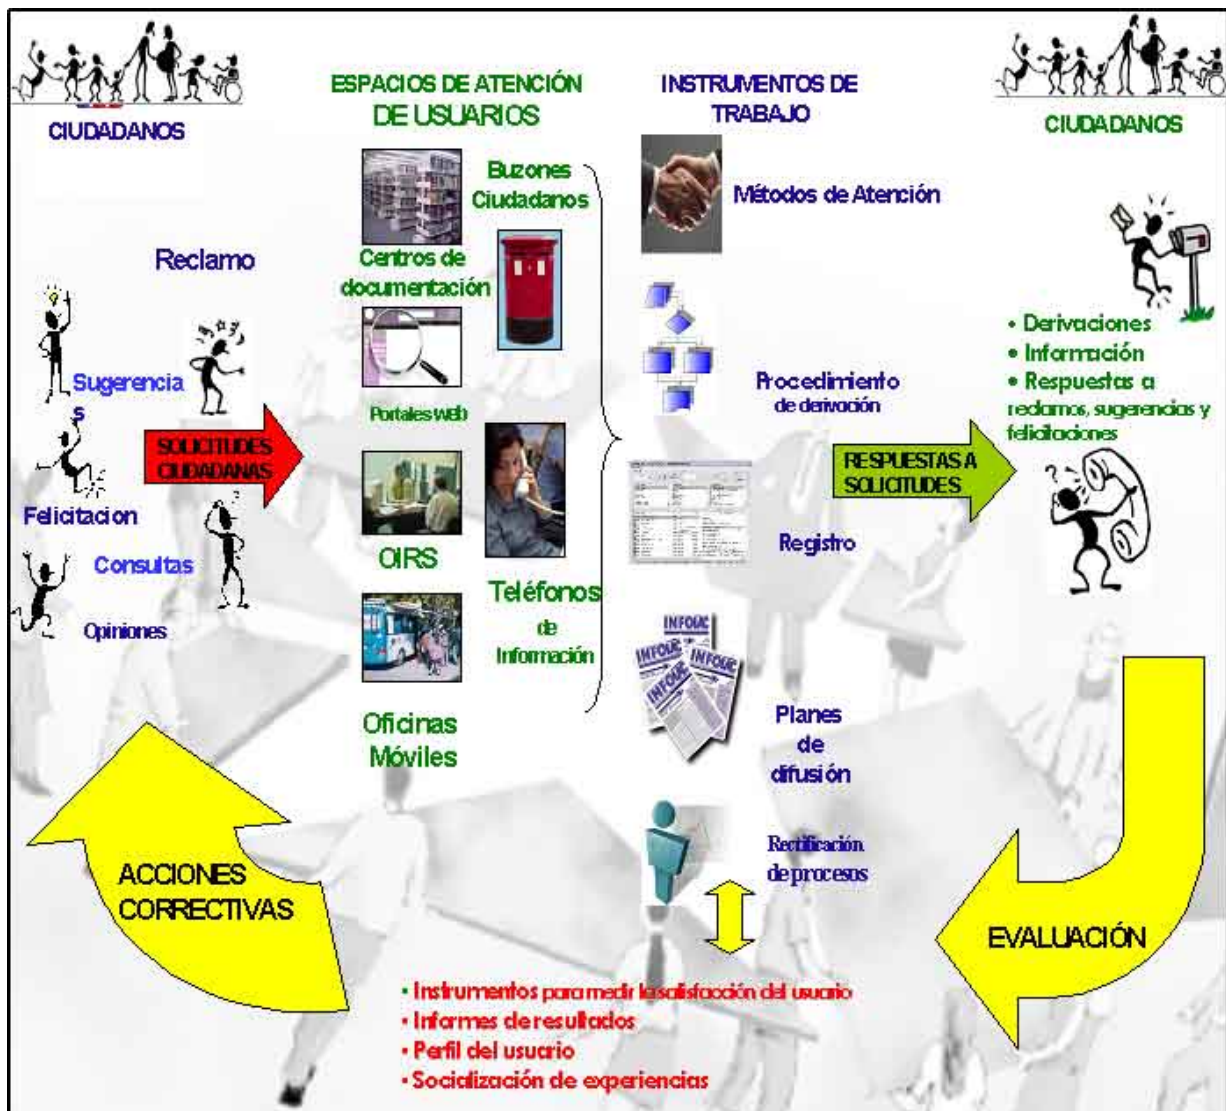 CIUDADANOS
Reclamo
Sugerencia
s
Felicitacion
Consultas
Opiniones
SOLICITUDES
CIUDADANAS
ESPACIOS DE ATENCIÓN
DE USUARIOS
Buzones
Ciudadanos
Centros de
documentación
Portales web
OIRS
Teléfonos
de
Información
Oficinas
Móviles
INSTRUMENTOS DE
TRABAJO
Métodos de Atención
Procedimiento
de derivación
Registro
INFOUC
INFOUC
INFOUC
INFOUC
Planes
de
difusión
Rectificación
de procesos
RESPUESTAS A
SOLICITUDES
CIUDADANOS
• Derivaciones
• Información
• Respuestas a
reclamos, sugerencias y
felicitaciones
EVALUACIÓN
• Instrumentos para medir la satisfacción del usuario
• Informes de resultados
• Perfil del usuario
• Socialización de experiencias
ACCIONES
CORRECTIVAS